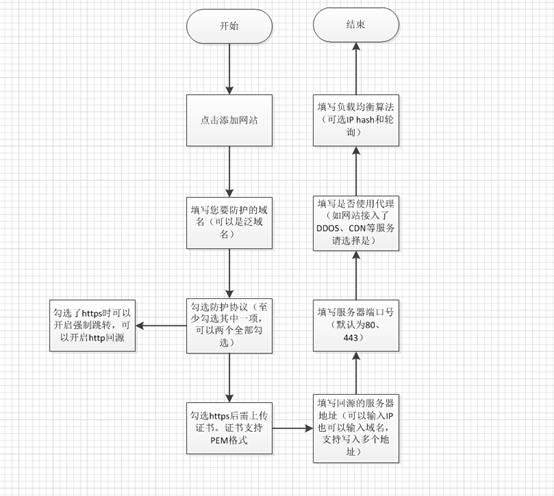 开始
点击添加网站
填写您要防护的域
名（可以是泛域
名）
勾选防护协议（至
少勾选其中一项，
可以两个全部勾
选）
勾选了https时可以
开启强制跳转，可
以开启http回源
勾选https后需上传
证书。证书支持
PEM格式
填写回源的服务器
地址（可以输入IP
也可以输入域名，
支持写入多个地
址）
填写服务器端口号
（默认为80、
443）
填写是否使用代理
（如网站接入了
DDOS、CDN等服务
请选择是）
填写负载均衡算法
（可选IP hash和轮
询）
结束